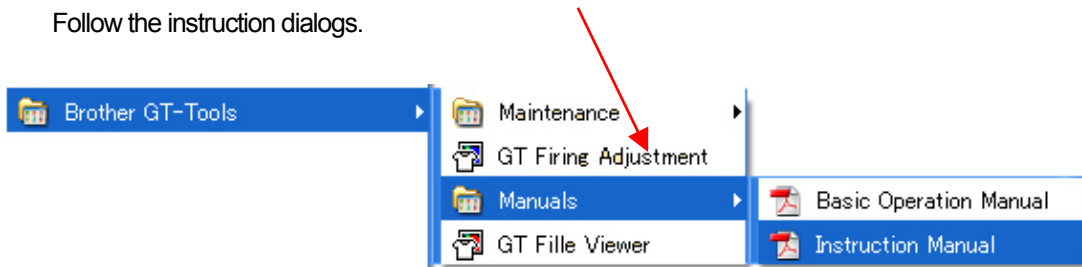 Follow the instruction dialogs.
Brother GT-Tools
Maintenance
GT Firing Adjustment
Manuals
Basic Operation Manual
GT Fille Viewer
Instruction Manual